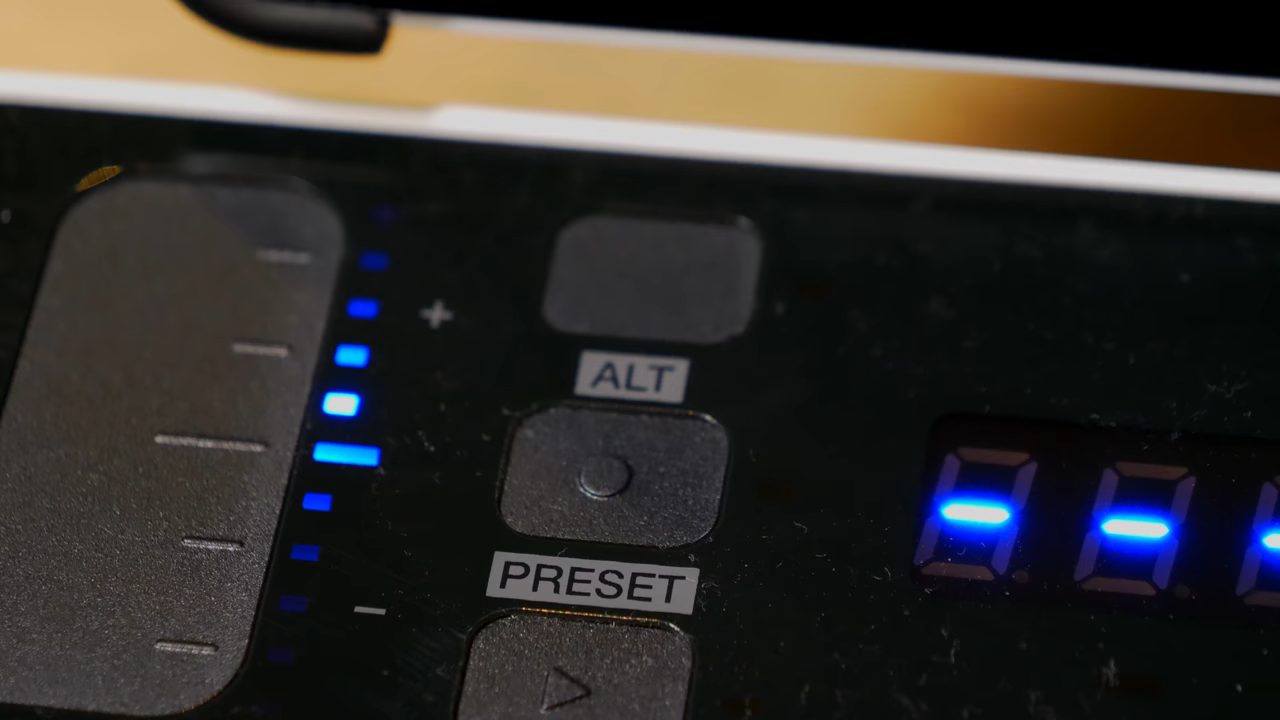 +
ALT
PRESET
-
---